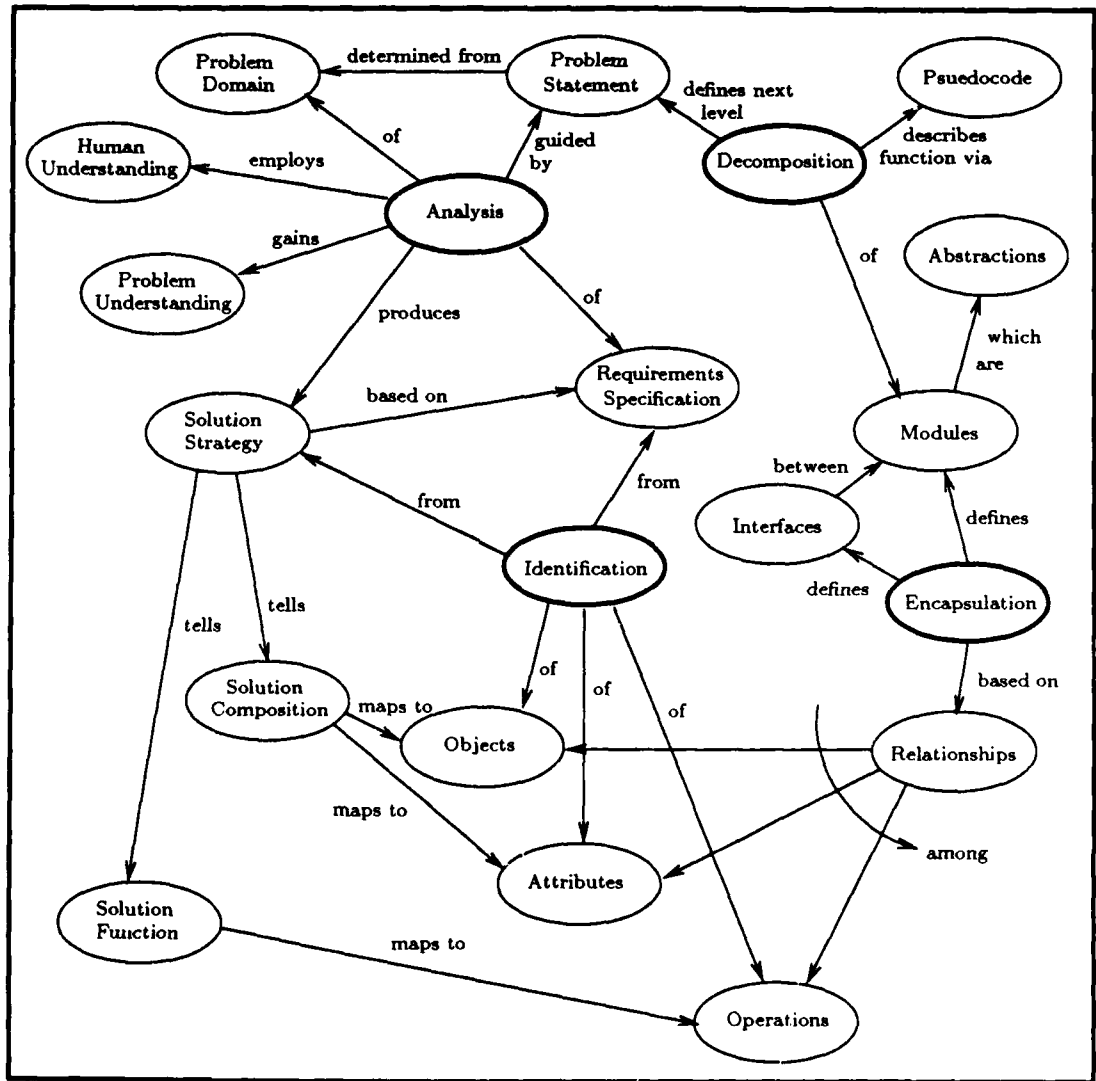 Problem
Domain
determined from
Problem
Statement
defines next
level
Psuedocode
describes
function via
Human
Understanding
employs
of
guided
by
Decomposition
Analysis
gains
Problem
Understanding
produces
of
of
Abstractions
which
are
Requirements
Specification
based on
Solution
Strategy
Modules
between
from
from
Interfaces
defines
Identification
defines
Encapsulation
tells
tells
of
of
of
based on
Solution
Composition
maps to
Objects
Relationships
maps to
among
Attributes
Solution
Function
maps to
Operations